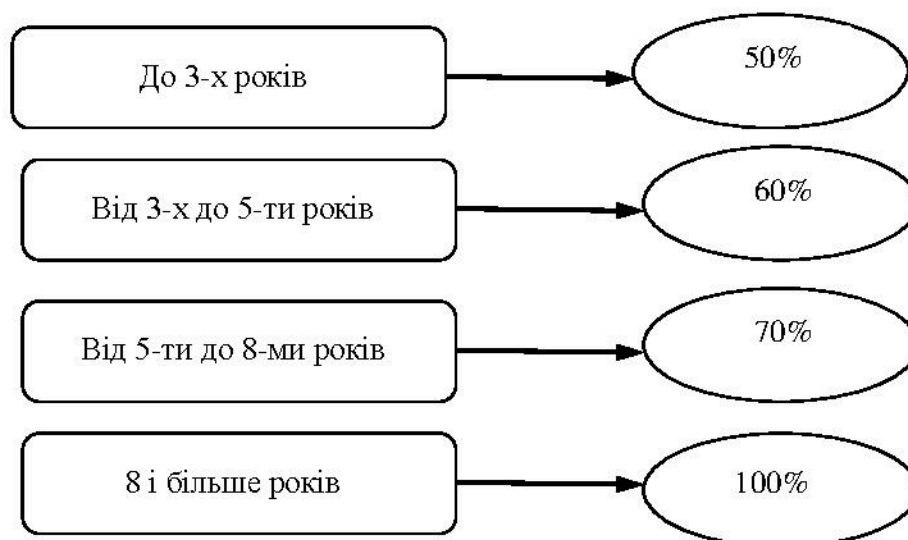 До 3-х років
50%
Від 3-х до 5-ти років
60%
Від 5-ти до 8-ми років
70%
8 і більше років
100%